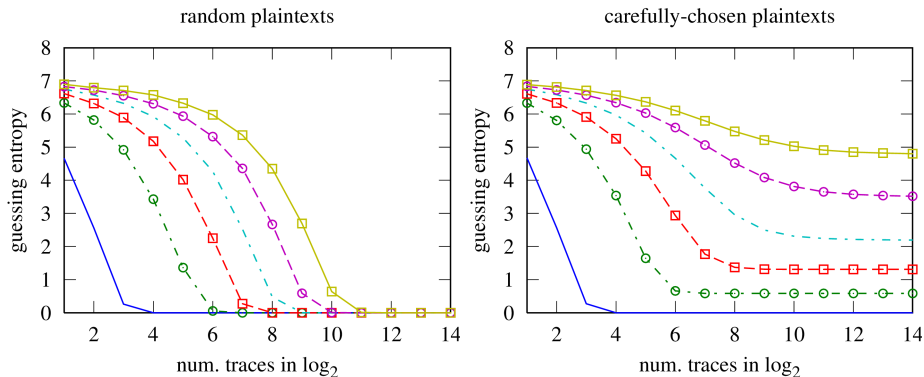 random plaintexts
8
7
6
5
4
3
2
1
0
guessing entropy
2 4 6 8 10 12 14
num. traces in log2
carefully-chosen plaintexts
8
7
6
5
4
3
2
1
0
guessing entropy
2 4 6 8 10 12 14
num. traces in log2